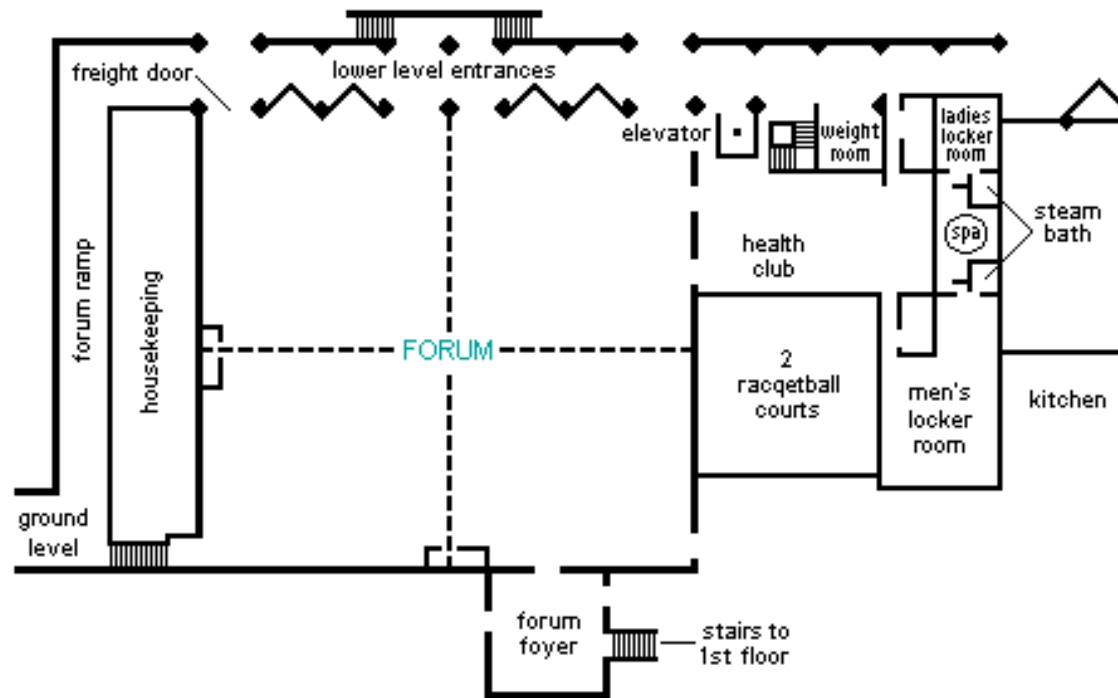 freight door
lower level entrances
elevator
weight
room
ladies
locker
room
steam
bath
spa
health
club
forum ramp
housekeeping
FORUM
2
racqetball
courts
men's
locker
room
kitchen
ground
level
forum
foyer
stairs to
1st floor